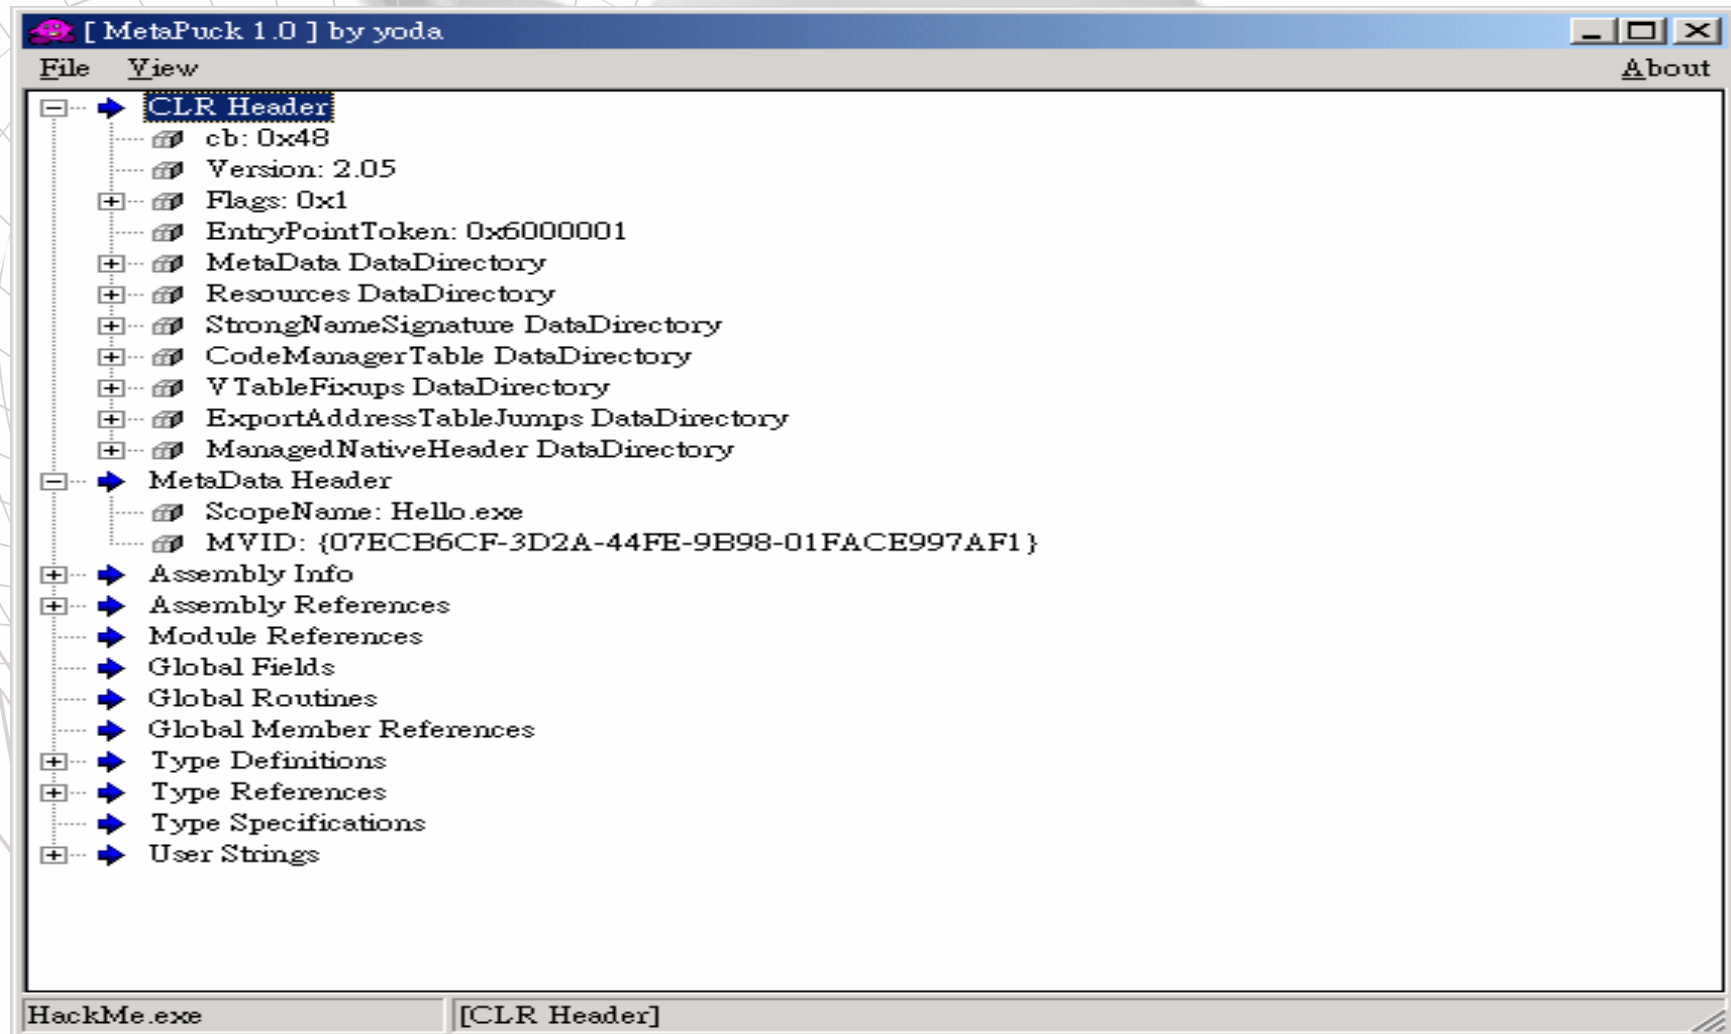 [ MetaPuck 1.0 ] by yoda
File View About
CLR Header
cb: 0x48
Version: 2.05
Flags: 0x1
EntryPointToken: 0x6000001
MetaData DataDirectory
Resources DataDirectory
StrongNameSignature DataDirectory
CodeManagerTable DataDirectory
VTableFixups DataDirectory
ExportAddressTableJumps DataDirectory
ManagedNativeHeader DataDirectory
MetaData Header
ScopeName: Hello.exe
MVID: {07ECB6CF-3D2A-44FE-9B98-01FACE997AF1}
Assembly Info
Assembly References
Module References
Global Fields
Global Routines
Global Member References
Type Definitions
Type References
Type Specifications
User Strings
HackMe.exe [CLR Header]